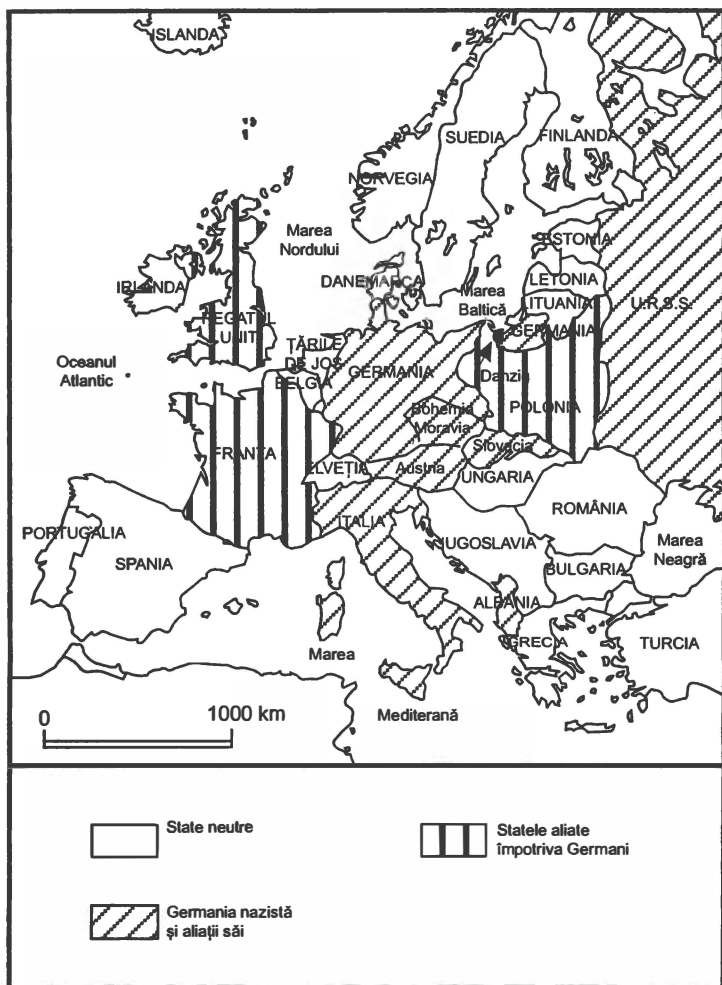 ISLANDA
SUEDIA
FINLANDA
NORVEGIA
Marea
Nordului
ESTONIA
LETONIA
LITUANIA
U.R.S.S.
DANEMARCA
Marea
Baltică
IRLANDA
REGATUL
UNIT
ȚĂRILE
DE JOS
BELGIA
GERMANIA
GERMANIA
Danzig
POLONIA
Oceanul
Atlantic
Bohemia
Moravia
Slovacia
FRANȚA
ELVEȚIA
Austria
UNGARIA
ROMÂNIA
ITALIA
IUGOSLAVIA
Marea
Neagră
PORTUGALIA
SPANIA
BULGARIA
ALBANIA
GRECIA
TURCIA
Marea
Mediterană
0
1000 km
State neutre
Statele aliate
împotriva Germani
Germania nazistă
și aliații săi